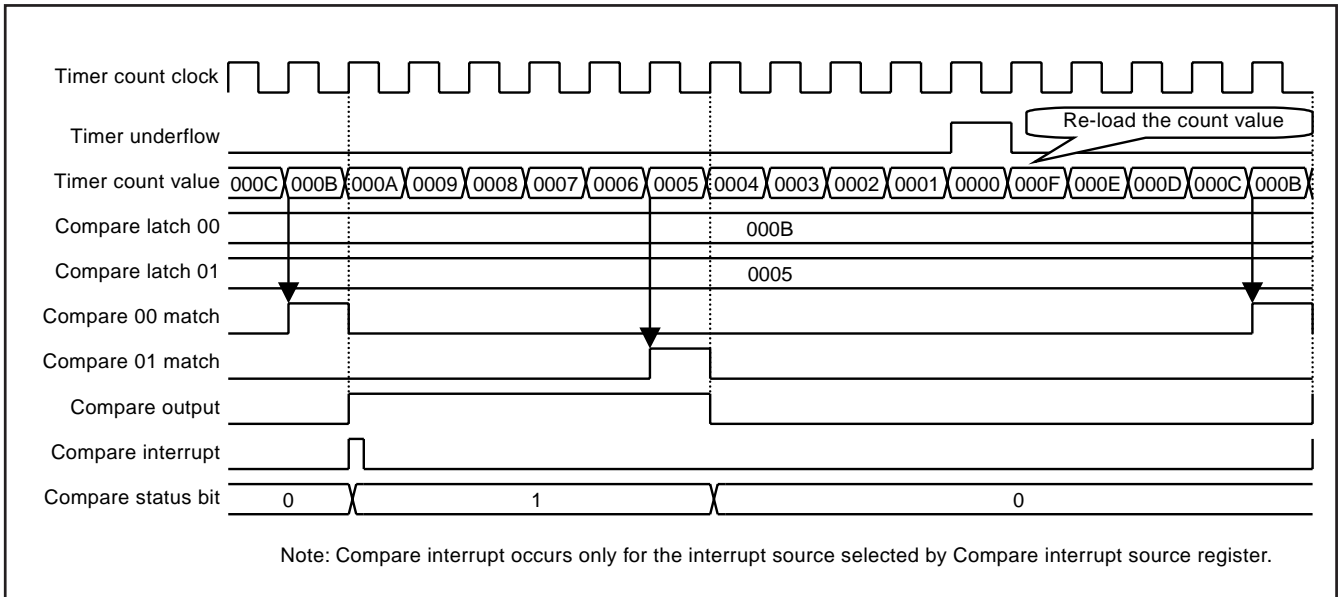 Timer count clock
Timer underflow
Re-load the count value
Timer count value 000C 000B 000A 0009 0008 0007 0006 0005 0004 0003 0002 0001 0000 000F 000E 000D 000C 000B
Compare latch 00 000B
Compare latch 01 0005
Compare 00 match
Compare 01 match
Compare output
Compare interrupt
Compare status bit 0 1 0
Note: Compare interrupt occurs only for the interrupt source selected by Compare interrupt source register.